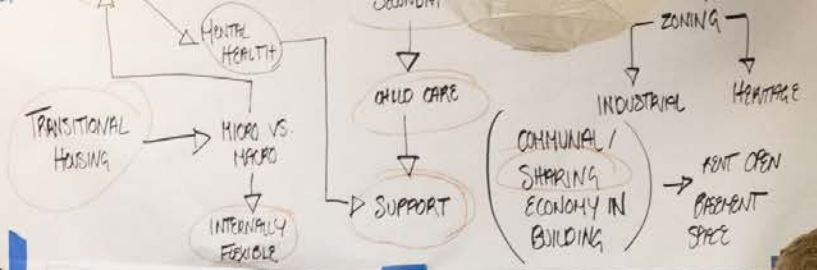 ZONING
MENTAL
HEALTH
CHILD CARE
INDUSTRIAL
HERITAGE
TRANSITIONAL
HOUSING
MICRO VS.
MACRO
COMMUNAL/
SHARING
ECONOMY IN
BUILDING
RENT OPEN
BASEMENT
SPACE
SUPPORT
INTERNALLY
FLEXIBLE